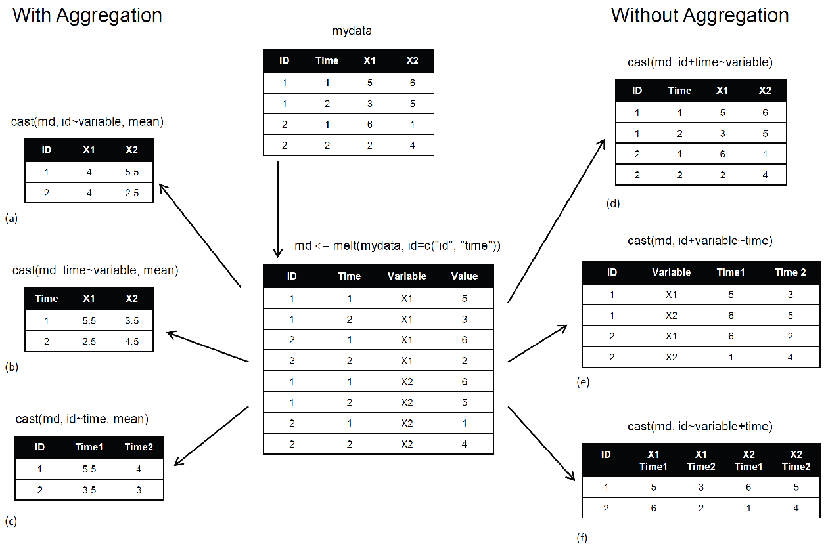 With Aggregation
Without Aggregation
mydata
ID Time X1 X2
1 1 5 6
1 2 3 5
2 1 6 1
2 2 2 4
cast(md, id~variable, mean)
ID X1 X2
1 4 5.5
2 4 2.5
(a)
cast(md, time~variable, mean)
Time X1 X2
1 5.5 3.5
2 2.5 4.5
(b)
cast(md, id~time, mean)
ID Time1 Time2
1 5.5 4
2 3.5 3
(c)
md <- melt(mydata, id=c("id", "time"))
ID Time Variable Value
1 1 X1 5
1 2 X1 3
2 1 X1 6
2 2 X1 2
1 1 X2 6
1 2 X2 5
2 1 X2 1
2 2 X2 4
cast(md, id+time~variable)
ID Time X1 X2
1 1 5 6
1 2 3 5
2 1 6 1
2 2 2 4
(d)
cast(md, id+variable~time)
ID Variable Time1 Time 2
1 X1 5 3
1 X2 6 5
2 X1 6 2
2 X2 1 4
(e)
cast(md, id~variable+time)
ID X1 X1 X2 X2
Time1 Time2 Time1 Time2
1 5 3 6 5
2 6 2 1 4
(f)